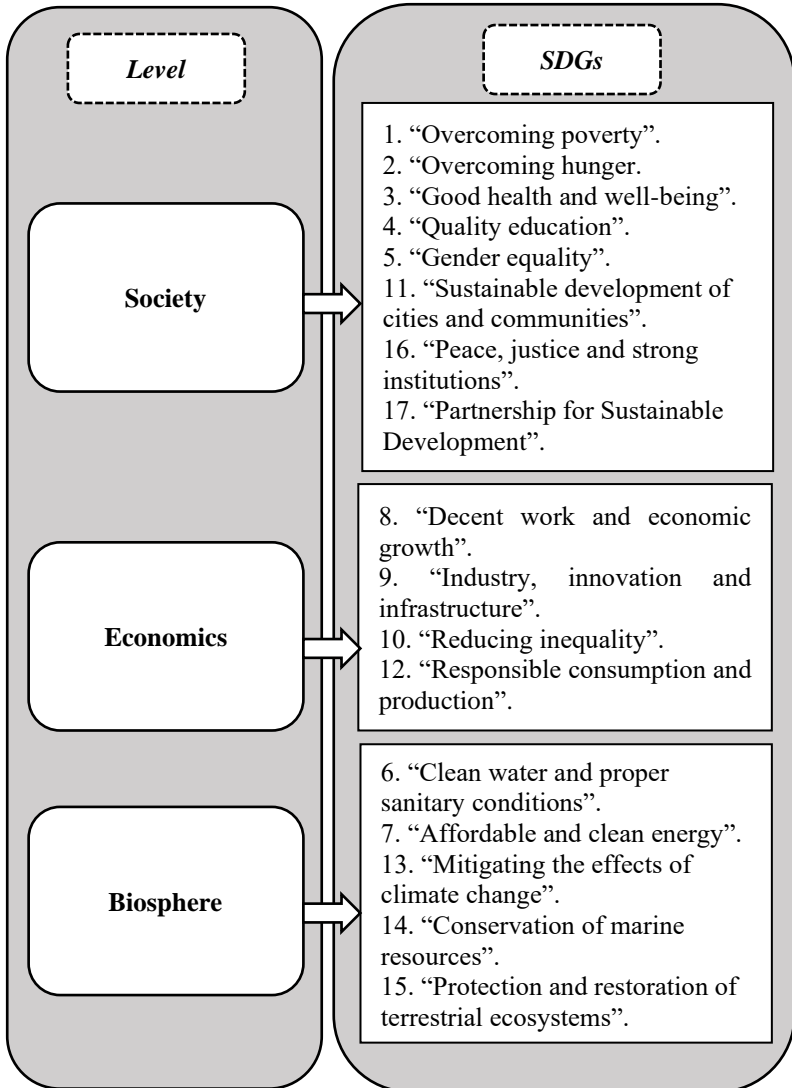 Level
SDGs
Society
1. “Overcoming poverty”.
2. “Overcoming hunger.
3. “Good health and well-being”.
4. “Quality education”.
5. “Gender equality”.
11. “Sustainable development of
cities and communities”.
16. “Peace, justice and strong
institutions”.
17. “Partnership for Sustainable
Development”.
Economics
8. “Decent work and economic
growth”.
9. “Industry, innovation and
infrastructure”.
10. “Reducing inequality”.
12. “Responsible consumption and
production”.
Biosphere
6. “Clean water and proper
sanitary conditions”.
7. “Affordable and clean energy”.
13. “Mitigating the effects of
climate change”.
14. “Conservation of marine
resources”.
15. “Protection and restoration of
terrestrial ecosystems”.